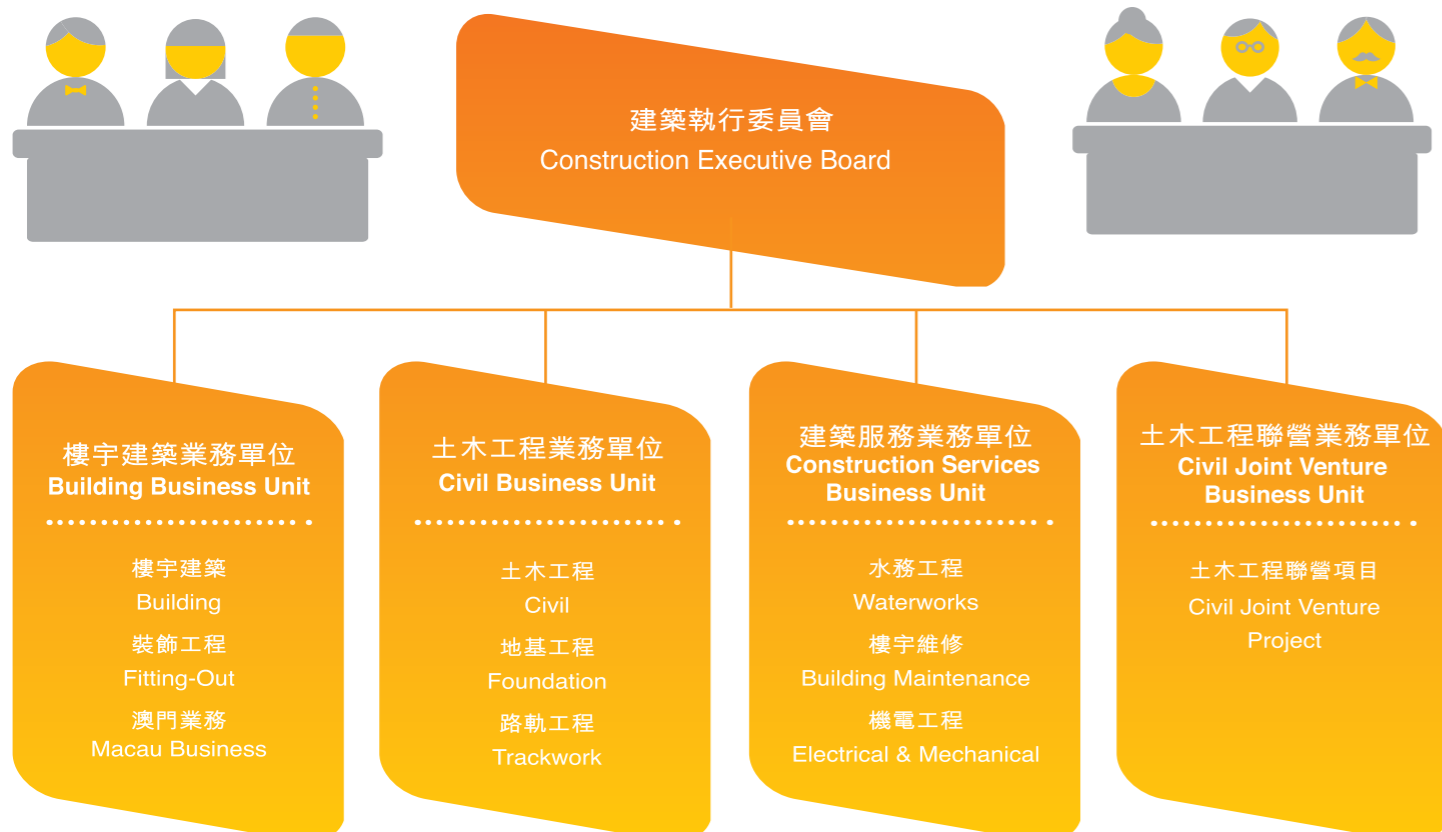 建築執行委員會
Construction Executive Board
樓宇建築業務單位
Building Business Unit
樓宇建築
Building
裝飾工程
Fitting-Out
澳門業務
Macau Business
土木工程業務單位
Civil Business Unit
土木工程
Civil
地基工程
Foundation
路軌工程
Trackwork
建築服務業務單位
Construction Services
Business Unit
水務工程
Waterworks
樓宇維修
Building Maintenance
機電工程
Electrical & Mechanical
土木工程聯營業務單位
Civil Joint Venture
Business Unit
土木工程聯營項目
Civil Joint Venture
Project